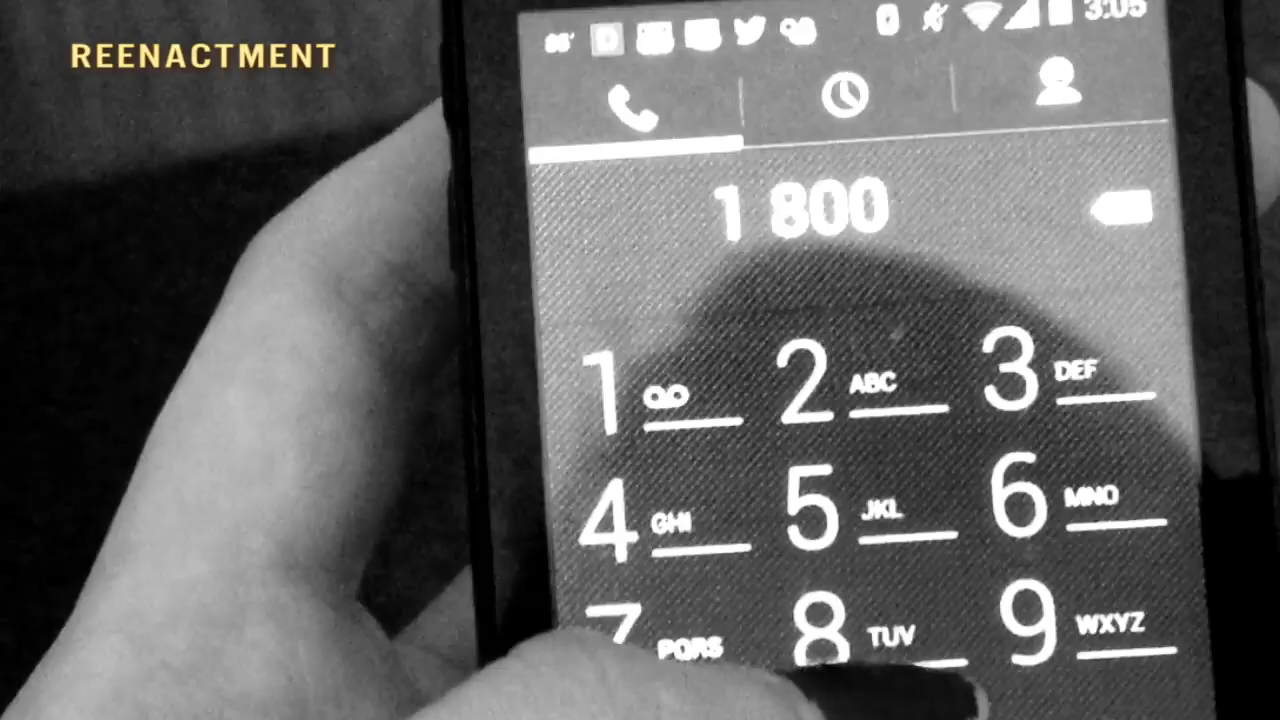 REENACTMENT
3:05
1 800
1 2 ABC 3 DEF
4 GHI 5 JKL 6 MNO
7 PQRS 8 TUV 9 WXYZ